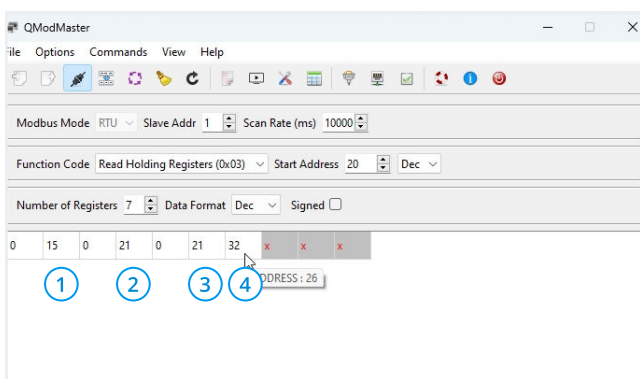 QModMaster
ile Options Commands View Help
Modbus Mode RTU Slave Addr 1 Scan Rate (ms) 10000
Function Code Read Holding Registers (0x03) Start Address 20 Dec
Number of Registers 7 Data Format Dec Signed
0 15 0 21 0 21 32 x x x
DDRESS : 26
1 2 3 4